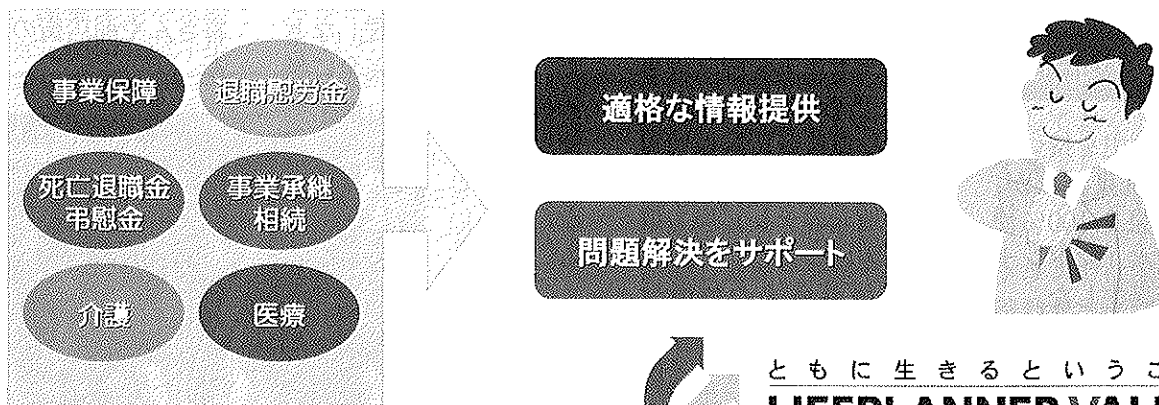 事業保障
退職慰労金
死亡退職金
弔慰金
事業承継
相続
介護
医療
適格な情報提供
問題解決をサポート
ともに生きるというこ
LIFEPLANNER VALU